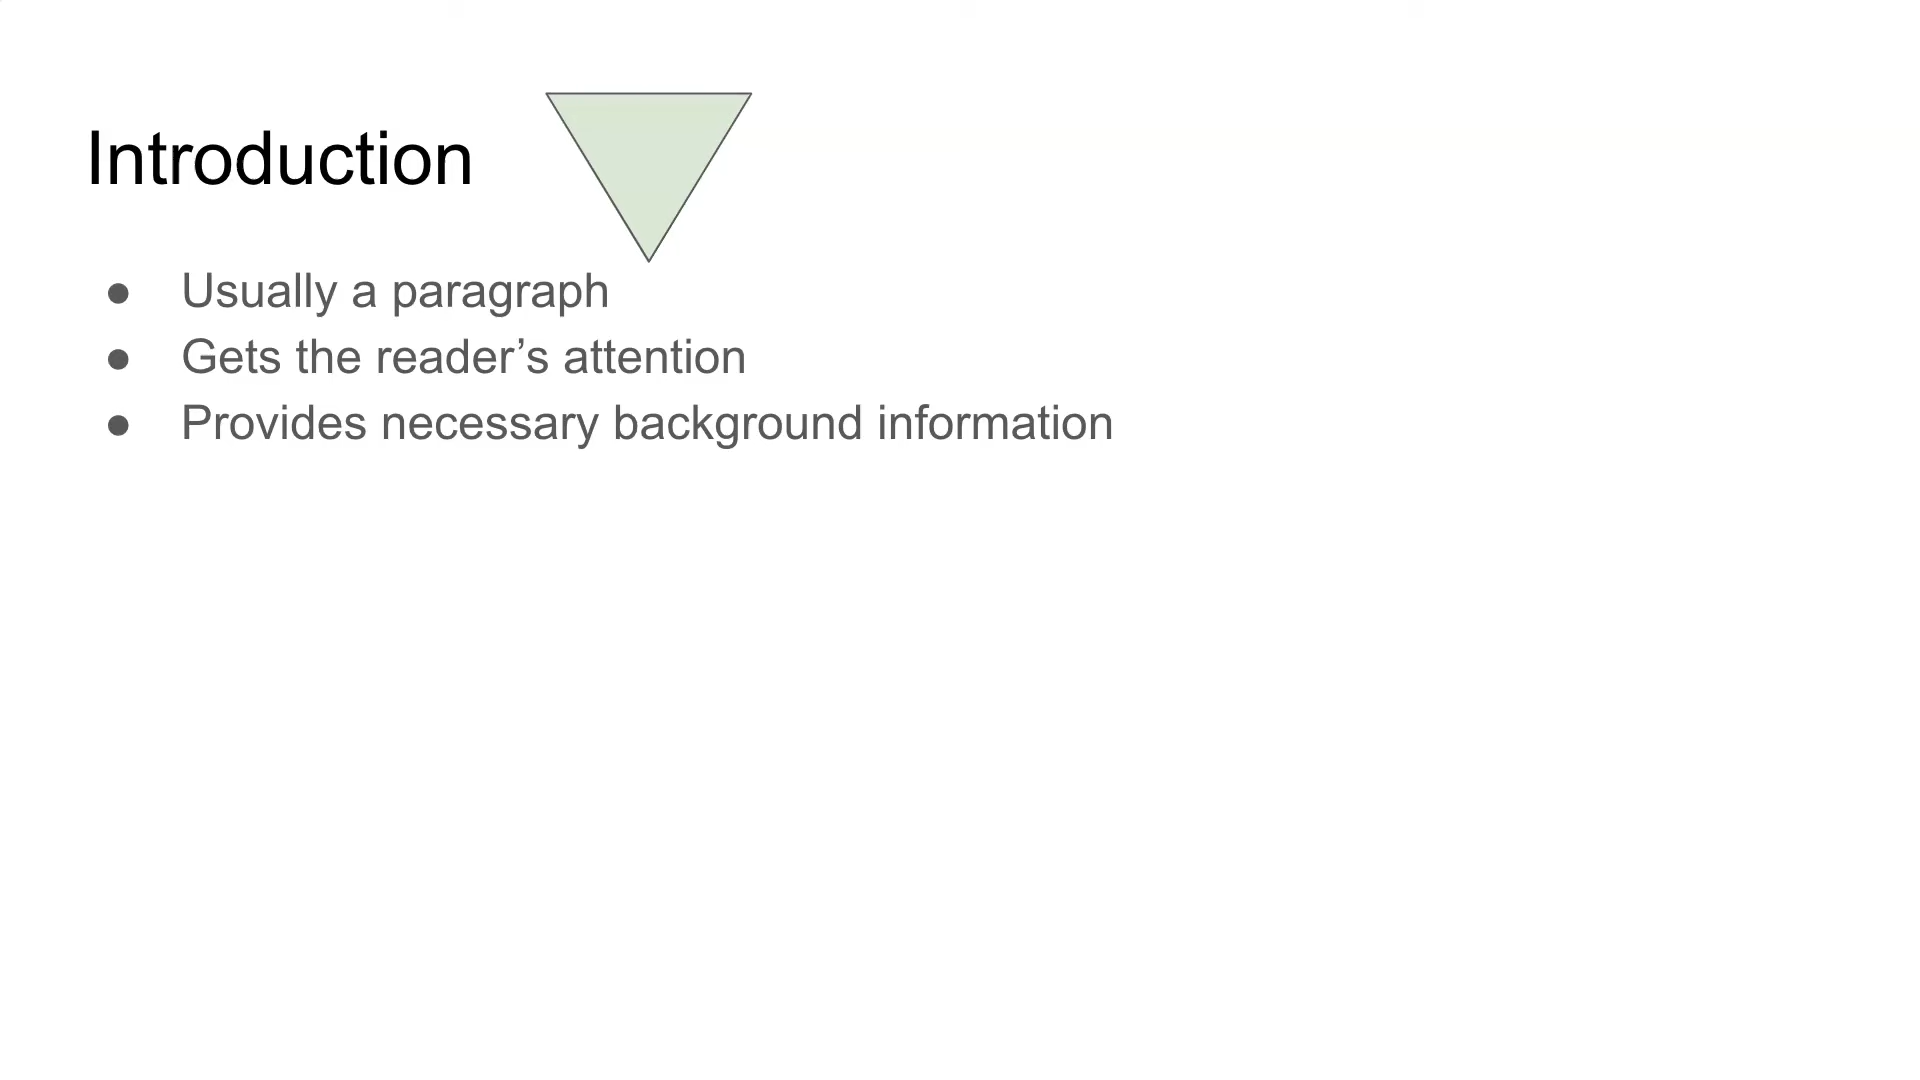 Introduction
● Usually a paragraph
● Gets the reader’s attention
● Provides necessary background information